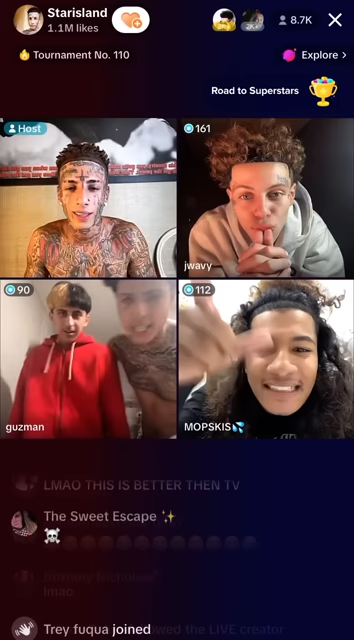 Starisland
1.1M likes
8.7K
Tournament No. 110
Explore >
Road to Superstars
Host
161
jwavy
90
guzman
112
MOPSKIS💦
LMAO THIS IS BETTER THEN TV
The Sweet Escape ✨
☠️
lmao
Trey fuqua joined